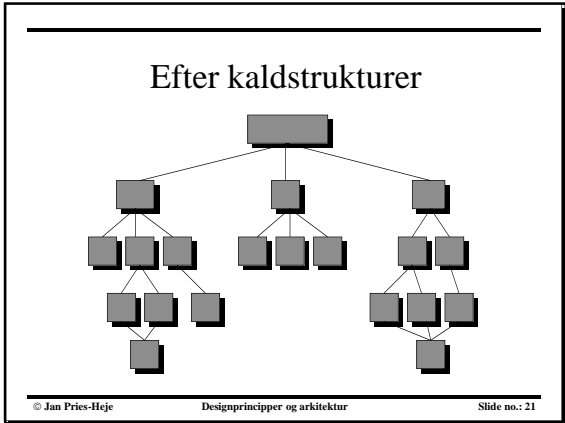 Efter kaldstrukturer
© Jan Pries-Heje Designprincipper og arkitektur Slide no.: 21